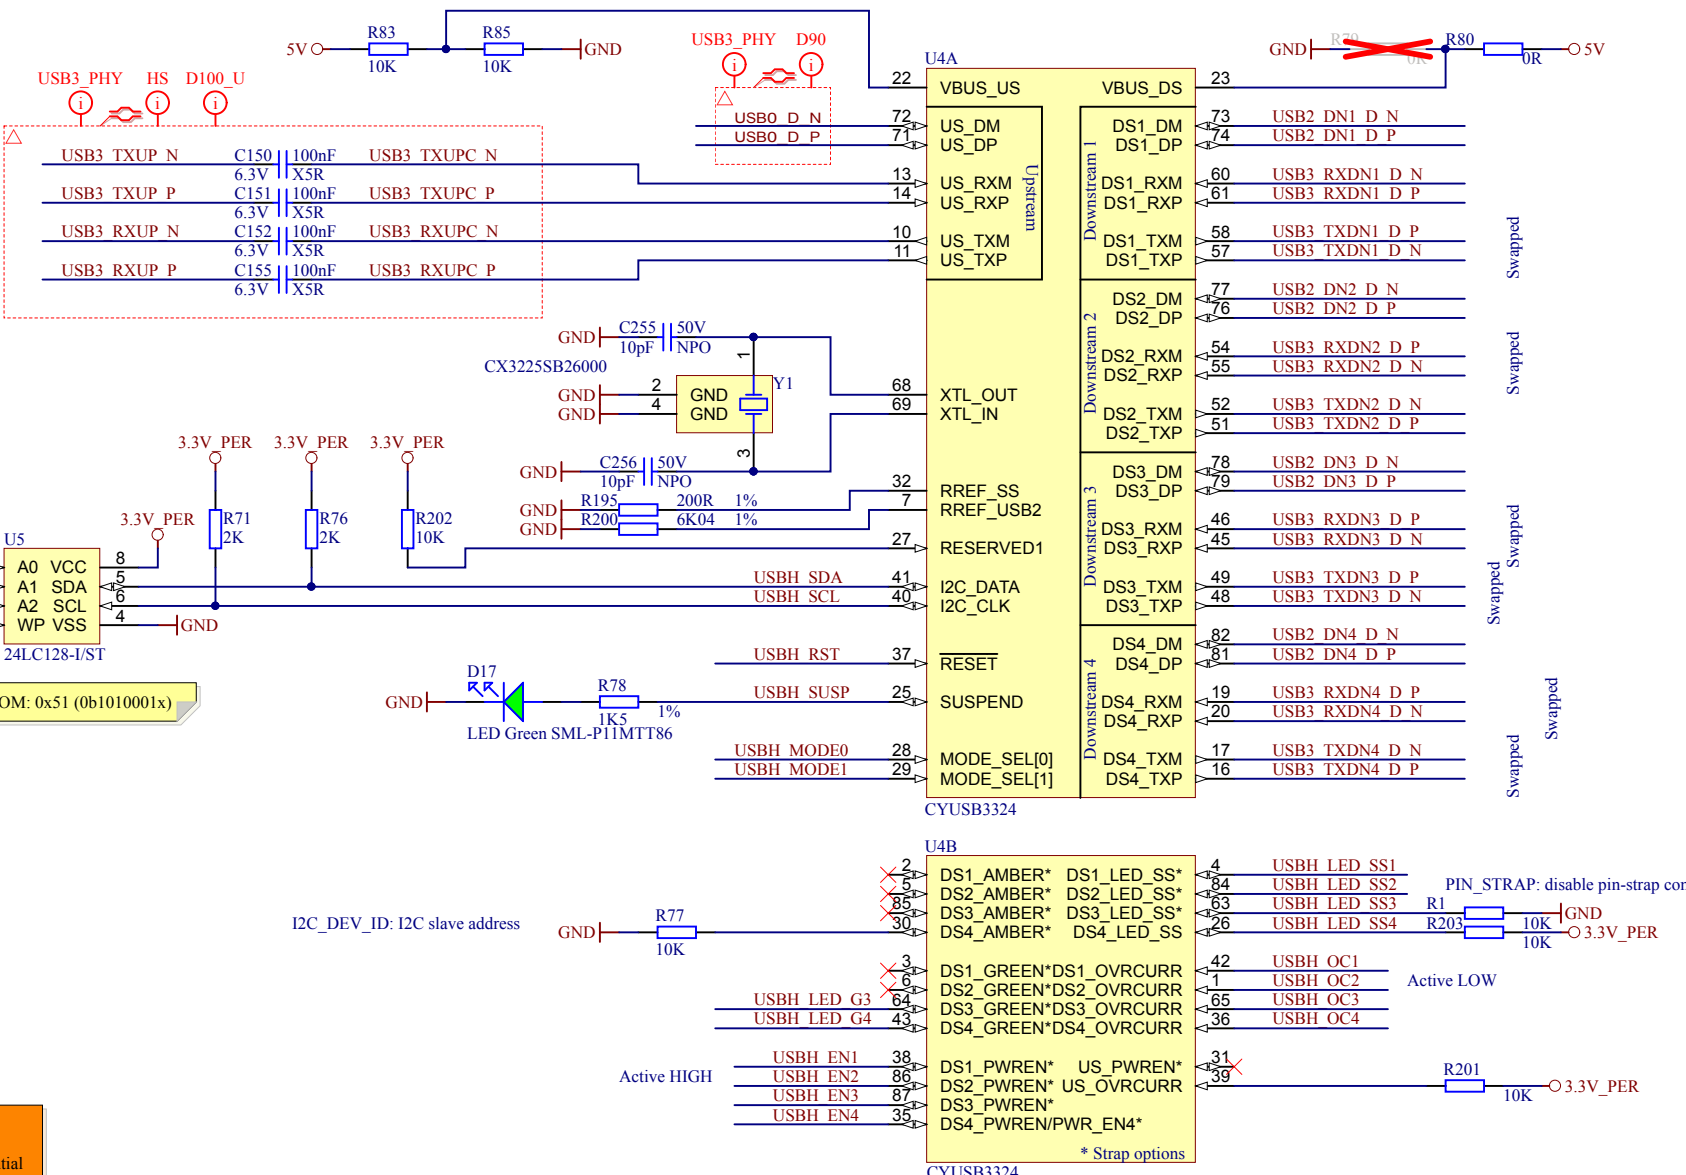 R83
R85
5V
GND
10K
10K
USB3_PHY
D90
U4A
GND
R79
0R
R80
0R
5V
USB3_PHY
HS
D100_U
i
i
i
i
i
22
VBUS_US
VBUS_DS
23
USB0_D_N
72
US_DM
DS1_DM
73
USB2_DN1_D_N
USB0_D_P
71
US_DP
DS1_DP
74
USB2_DN1_D_P
USB3_TXUP_N
C150
100nF
6.3V
X5R
USB3_TXUPC_N
13
US_RXM
DS1_RXM
60
USB3_RXDN1_D_N
USB3_TXUP_P
C151
100nF
6.3V
X5R
USB3_TXUPC_P
14
US_RXP
DS1_RXP
61
USB3_RXDN1_D_P
USB3_RXUP_N
C152
100nF
6.3V
X5R
USB3_RXUPC_N
10
US_TXM
DS1_TXM
58
USB3_TXDN1_D_P
USB3_RXUP_P
C155
100nF
6.3V
X5R
USB3_RXUPC_P
11
US_TXP
DS1_TXP
57
USB3_TXDN1_D_N
Upstream
Downstream 1
Swapped
DS2_DM
77
USB2_DN2_D_N
DS2_DP
76
USB2_DN2_D_P
DS2_RXM
54
USB3_RXDN2_D_P
DS2_RXP
55
USB3_RXDN2_D_N
Downstream 2
Swapped
GND
C255
50V
10pF
NPO
CX3225SB26000
1
Y1
GND
2
GND
GND
4
GND
3
68
XTL_OUT
69
XTL_IN
DS2_TXM
52
USB3_TXDN2_D_N
DS2_TXP
51
USB3_TXDN2_D_P
3.3V_PER
3.3V_PER
3.3V_PER
GND
C256
50V
10pF
NPO
DS3_DM
78
USB2_DN3_D_N
GND
R195
200R
1%
32
RREF_SS
DS3_DP
79
USB2_DN3_D_P
GND
R200
6K04
1%
7
RREF_USB2
3.3V_PER
R71
2K
R76
2K
R202
10K
Downstream 3
DS3_RXM
46
USB3_RXDN3_D_P
27
RESERVED1
DS3_RXP
45
USB3_RXDN3_D_N
Swapped
U5
A0 VCC
8
A1 SDA
5
A2 SCL
6
WP VSS
4
GND
24LC128-I/ST
USBH_SDA
41
I2C_DATA
DS3_TXM
49
USB3_TXDN3_D_P
USBH_SCL
40
I2C_CLK
DS3_TXP
48
USB3_TXDN3_D_N
Swapped
DS4_DM
82
USB2_DN4_D_N
USBH_RST
37
RESET
DS4_DP
81
USB2_DN4_D_P
OM: 0x51 (0b1010001x)
D17
GND
R78
1K5
1%
LED Green SML-P11MTT86
USBH_SUSP
25
SUSPEND
DS4_RXM
19
USB3_RXDN4_D_P
DS4_RXP
20
USB3_RXDN4_D_N
Downstream 4
Swapped
USBH_MODE0
28
MODE_SEL[0]
DS4_TXM
17
USB3_TXDN4_D_N
USBH_MODE1
29
MODE_SEL[1]
DS4_TXP
16
USB3_TXDN4_D_P
Swapped
CYUSB3324
U4B
2
DS1_AMBER*
DS1_LED_SS*
4
USBH_LED_SS1
5
DS2_AMBER*
DS2_LED_SS*
84
USBH_LED_SS2
PIN_STRAP: disable pin-strap con
85
DS3_AMBER*
DS3_LED_SS*
63
USBH_LED_SS3
R1
10K
GND
I2C_DEV_ID: I2C slave address
GND
R77
10K
30
DS4_AMBER*
DS4_LED_SS
26
USBH_LED_SS4
R203
10K
3.3V_PER
3
DS1_GREEN*
DS1_OVRCURR
42
USBH_OC1
6
DS2_GREEN*
DS2_OVRCURR
1
USBH_OC2
Active LOW
USBH_LED_G3
64
DS3_GREEN*
DS3_OVRCURR
65
USBH_OC3
USBH_LED_G4
43
DS4_GREEN*
DS4_OVRCURR
36
USBH_OC4
Active HIGH
USBH_EN1
38
DS1_PWREN*
US_PWREN*
31
USBH_EN2
86
DS2_PWREN*
US_OVRCURR
39
R201
10K
3.3V_PER
USBH_EN3
87
DS3_PWREN*
USBH_EN4
35
DS4_PWREN/PWR_EN4*
* Strap options
CYUSB3324
tial